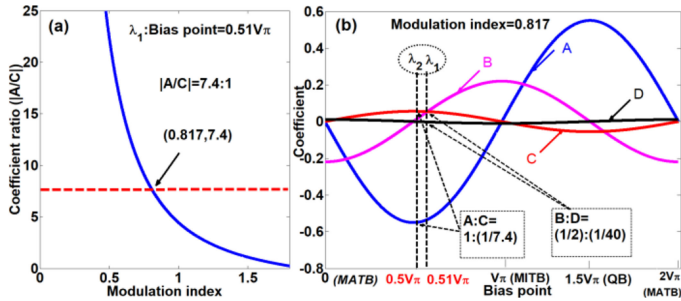 (a)
λ1:Bias point=0.51Vπ
|A/C|=7.4:1
(0.817,7.4)
Coefficient ratio (|A/C|)
25
20
15
10
5
0
0 0.5 1 1.5
Modulation index
(b)
Modulation index=0.817
λ2 λ1
B
A
D
C
A:C=
1:(1/7.4)
B:D=
(1/2):(1/40)
Coefficient
0.6
0.4
0.2
0
-0.2
-0.4
-0.6
-0.8
0
(MATB)
0.5Vπ
0.51Vπ
Vπ (MITB)
1.5Vπ (QB)
2Vπ
(MATB)
Bias point